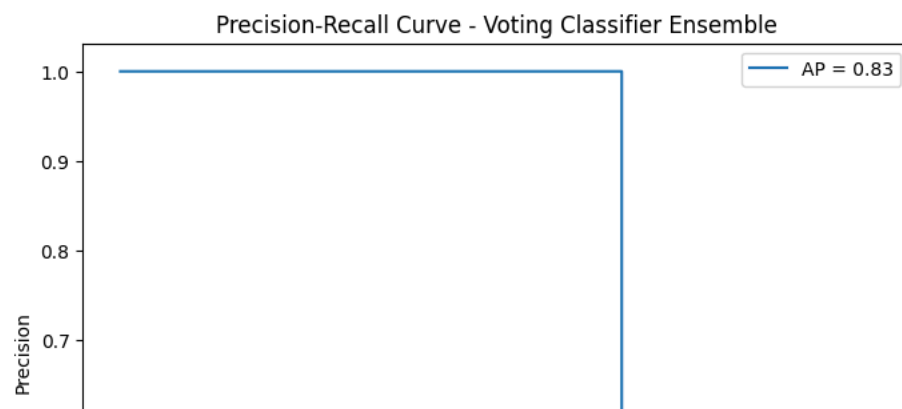 Precision-Recall Curve - Voting Classifier Ensemble
AP = 0.83
1.0
0.9
0.8
0.7
Precision